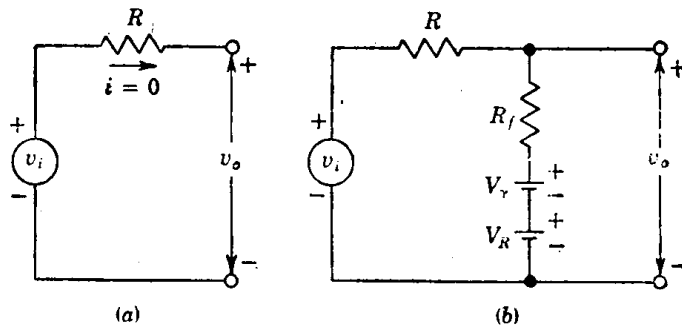 R
i = 0
+
v_i
−
+
v_o
−
(a)
R
+
v_i
−
R_f
V_γ
+
−
V_R
+
−
+
v_o
−
(b)